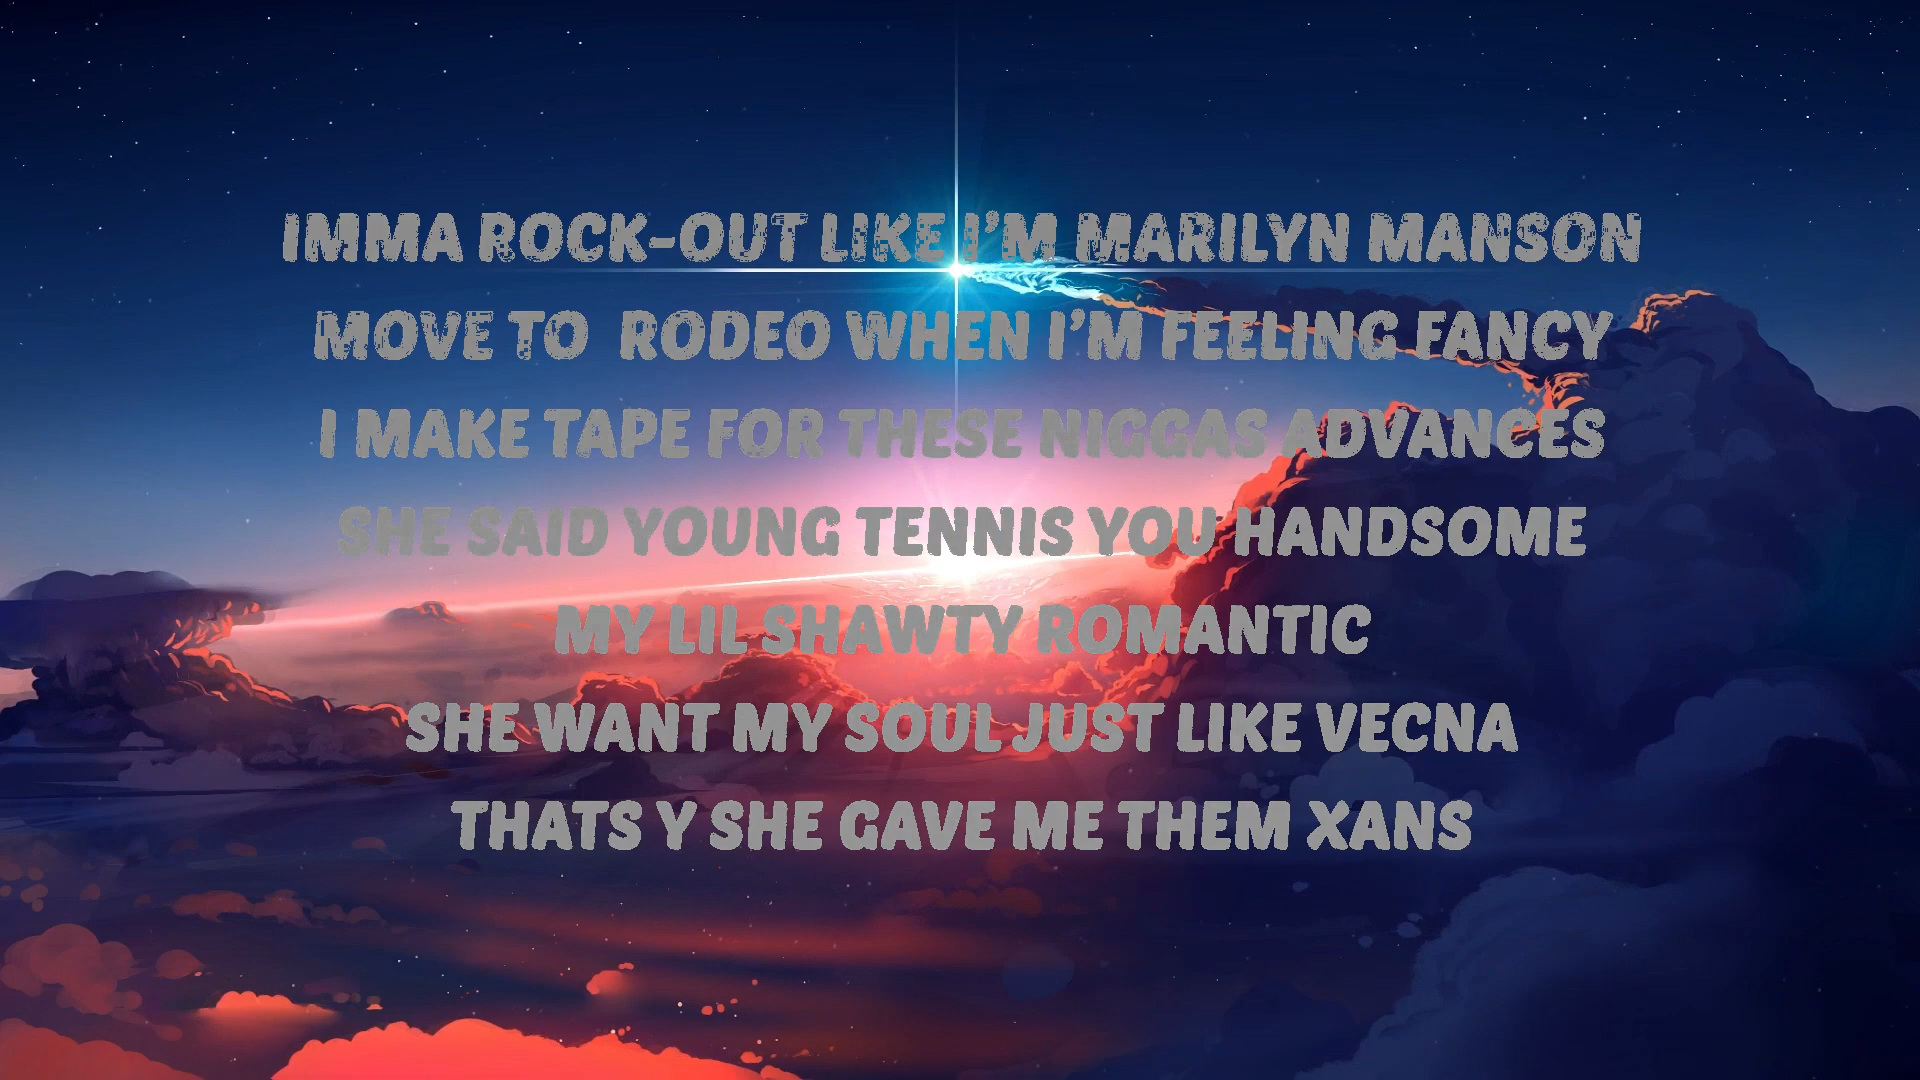 IMMA ROCK-OUT LIKE I'M MARILYN MANSON
MOVE TO RODEO WHEN I'M FEELING FANCY
I MAKE TAPE FOR THESE NIGGAS ADVANCES
SHE SAID YOUNG TENNIS YOU HANDSOME
MY LIL SHAWTY ROMANTIC
SHE WANT MY SOUL JUST LIKE VECNA
THATS Y SHE GAVE ME THEM XANS